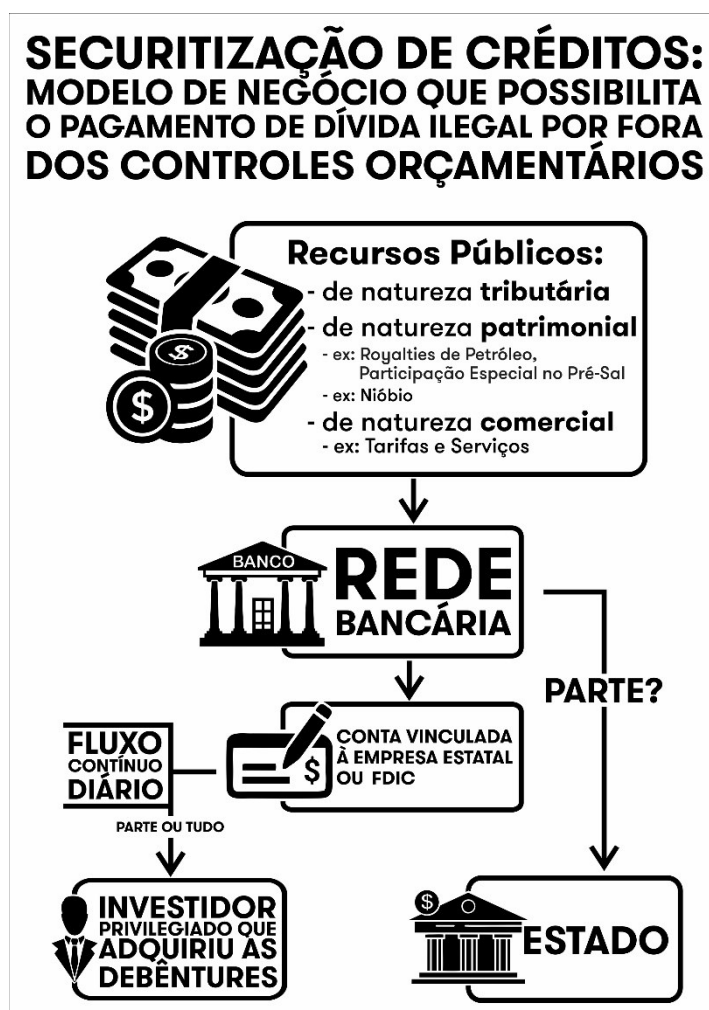 SECURITIZAÇÃO DE CRÉDITOS:
MODELO DE NEGÓCIO QUE POSSIBILITA
O PAGAMENTO DE DÍVIDA ILEGAL POR FORA
DOS CONTROLES ORÇAMENTÁRIOS
Recursos Públicos:
- de natureza tributária
- de natureza patrimonial
- ex: Royalties de Petróleo,
Participação Especial no Pré-Sal
- ex: Nióbio
- de natureza comercial
- ex: Tarifas e Serviços
$
$
BANCO
REDE
BANCÁRIA
PARTE?
CONTA VINCULADA
À EMPRESA ESTATAL
OU FDIC
$
FLUXO
CONTÍNUO
DIÁRIO
PARTE OU TUDO
INVESTIDOR
PRIVILEGIADO QUE
ADQUIRIU AS
DEBÊNTURES
$
ESTADO